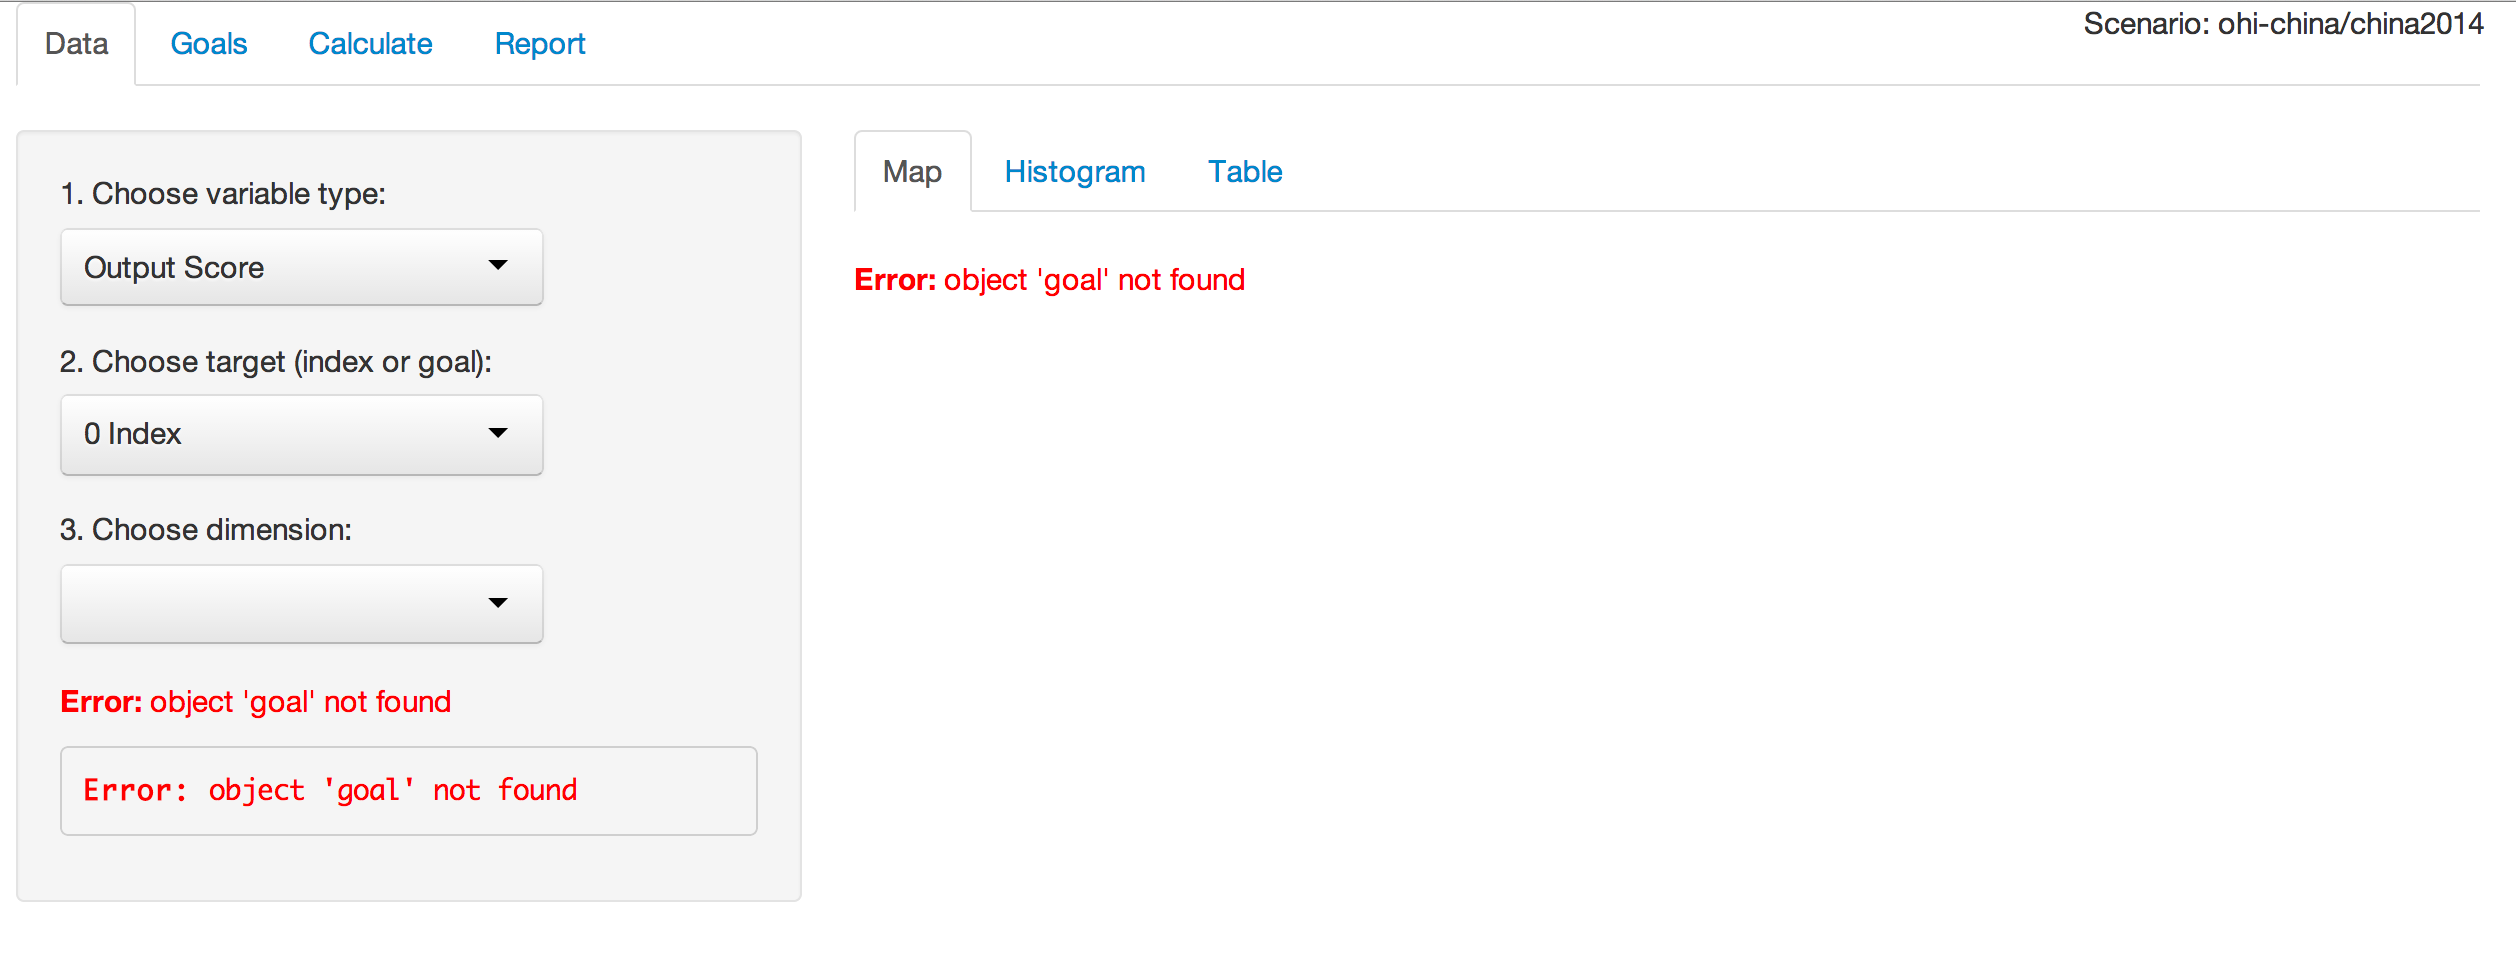 Data Goals Calculate Report Scenario: ohi-china/china2014
1. Choose variable type:
Output Score
2. Choose target (index or goal):
0 Index
3. Choose dimension:
Error: object 'goal' not found
Error: object 'goal' not found
Map Histogram Table
Error: object 'goal' not found